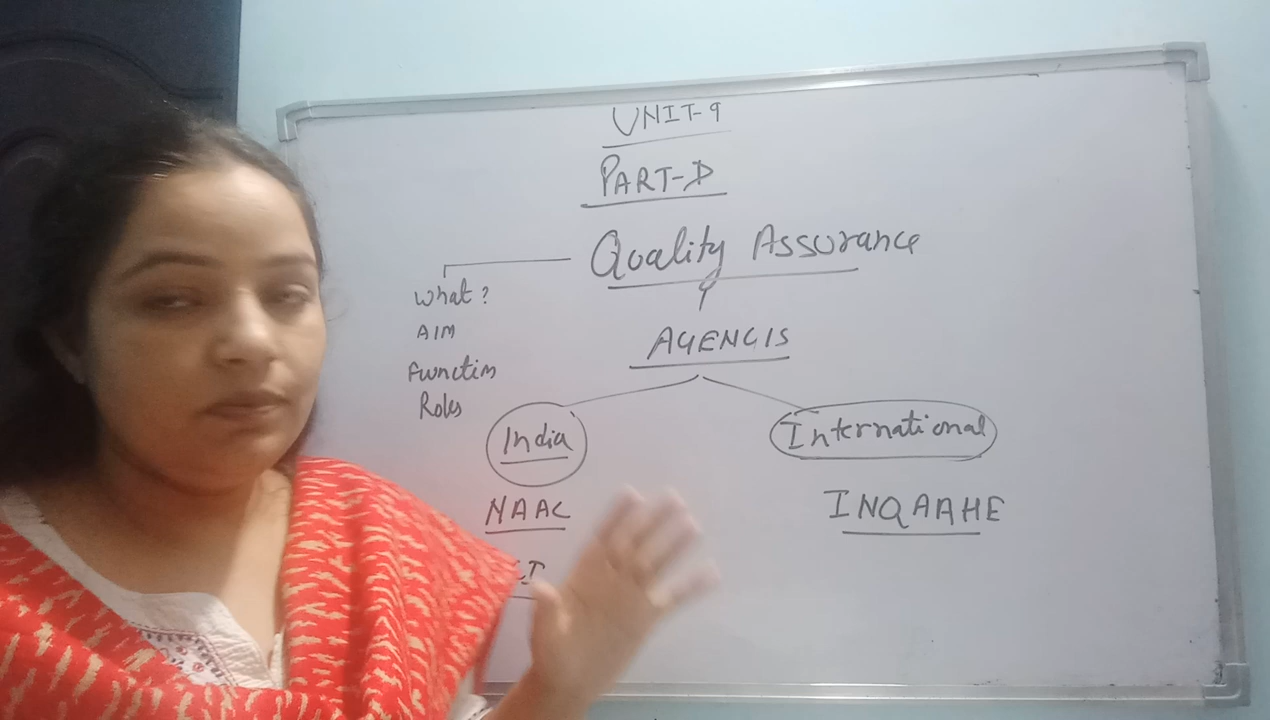 UNIT-9
PART-D
Quality Assurance
What?
AIM
Function
Roles
AGENCIS
India
International
NAAC
INQAAHE